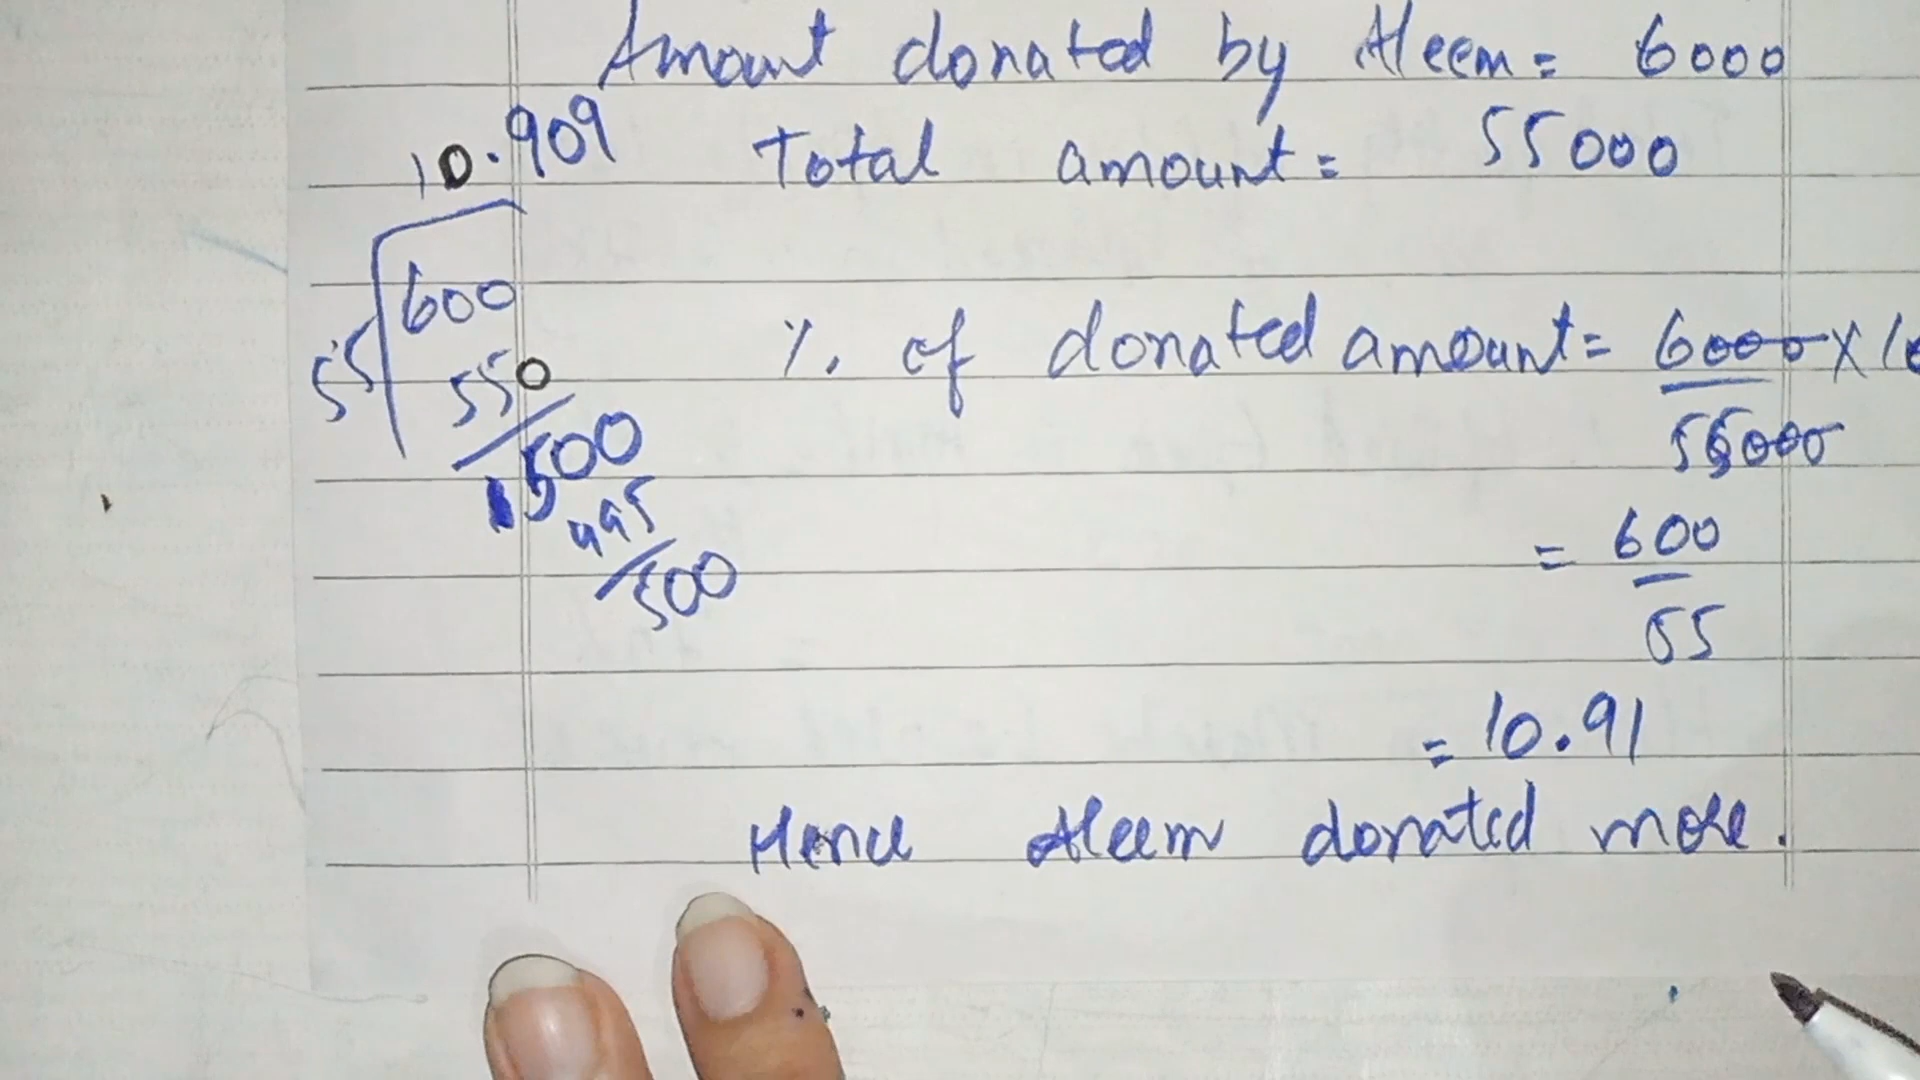 Amount donated by Aleem = 6000
Total amount = 55000
10.909
55
600
550
1500
495
500
%. of donated amount = 6000 X 10
55000
= 600
55
= 10.91
Hence Aleem donated more.